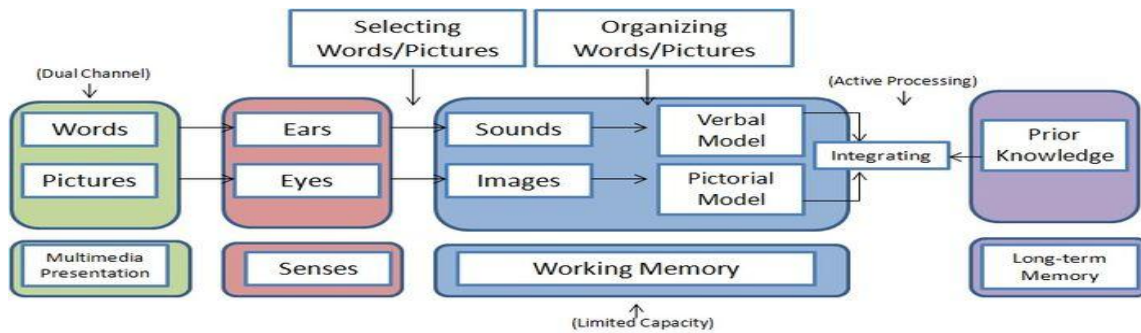 Selecting
Words/Pictures
Organizing
Words/Pictures
(Dual Channel)
(Active Processing)
Words
Ears
Sounds
Verbal
Model
Integrating
Prior
Knowledge
Pictures
Eyes
Images
Pictorial
Model
Multimedia
Presentation
Senses
Working Memory
Long-term
Memory
(Limited Capacity)